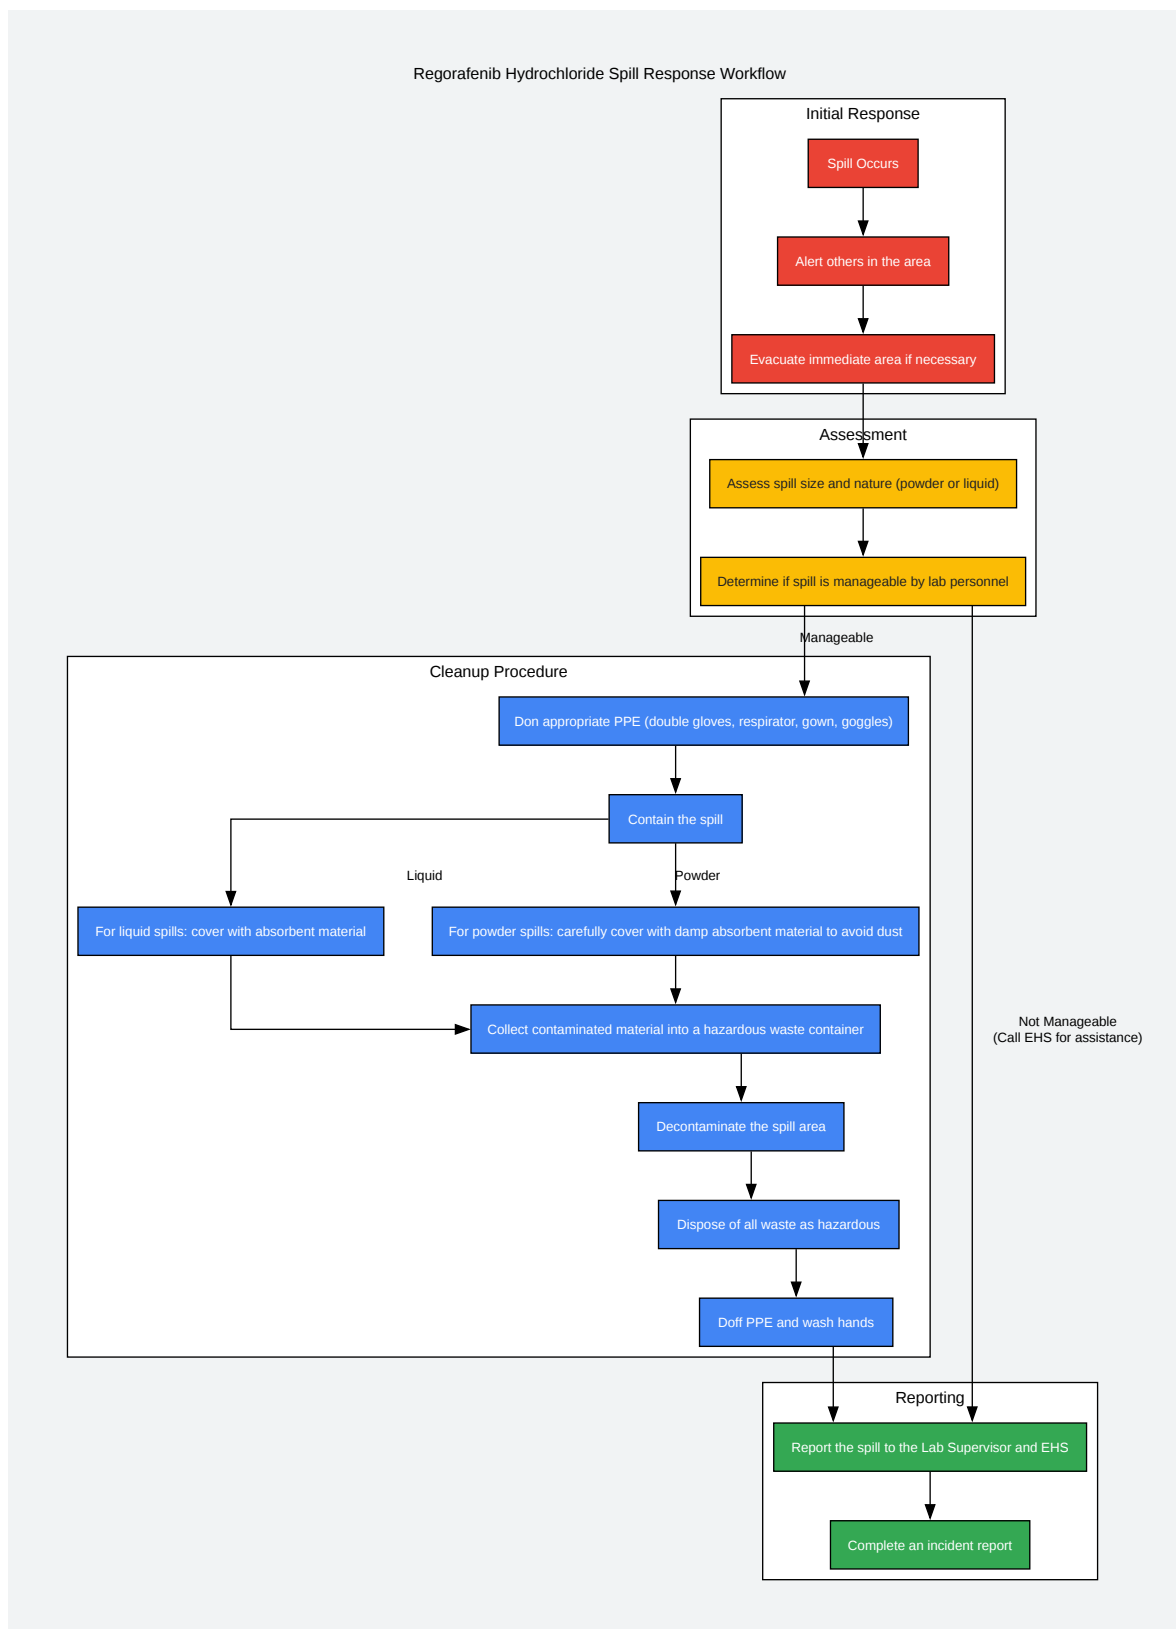 Regorafenib Hydrochloride Spill Response Workflow
Initial Response
Spill Occurs
Alert others in the area
Evacuate immediate area if necessary
Assessment
Assess spill size and nature (powder or liquid)
Determine if spill is manageable by lab personnel
Manageable
Cleanup Procedure
Don appropriate PPE (double gloves, respirator, gown, goggles)
Contain the spill
Liquid
Powder
For liquid spills: cover with absorbent material
For powder spills: carefully cover with damp absorbent material to avoid dust
Collect contaminated material into a hazardous waste container
Not Manageable
(Call EHS for assistance)
Decontaminate the spill area
Dispose of all waste as hazardous
Doff PPE and wash hands
Reporting
Report the spill to the Lab Supervisor and EHS
Complete an incident report